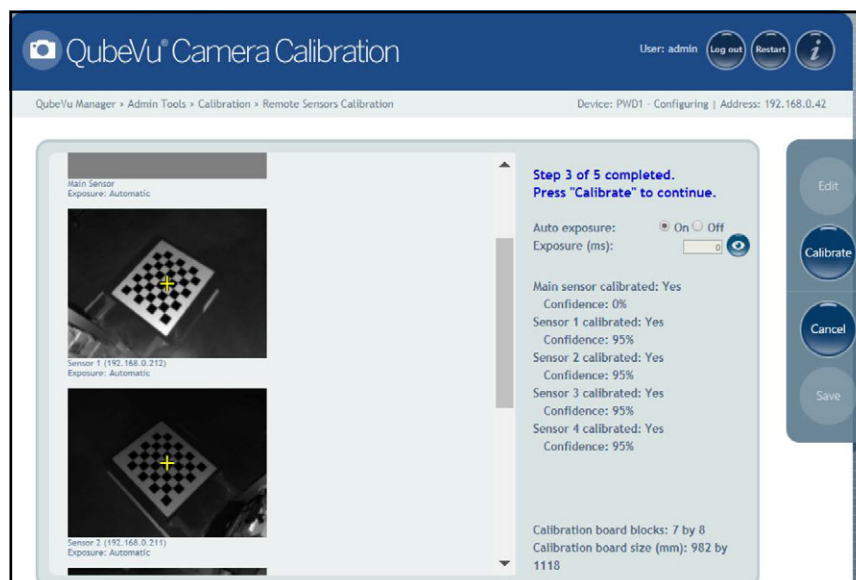 QubeVu® Camera Calibration
User: admin
Log out
Restart
i
QubeVu Manager » Admin Tools » Calibration » Remote Sensors Calibration
Device: PWD1 - Configuring | Address: 192.168.0.42
Main Sensor
Exposure: Automatic
Sensor 1 (192.168.0.212)
Exposure: Automatic
Sensor 2 (192.168.0.211)
Exposure: Automatic
Step 3 of 5 completed.
Press "Calibrate" to continue.
Auto exposure: On Off
Exposure (ms): 0
Main sensor calibrated: Yes
Confidence: 0%
Sensor 1 calibrated: Yes
Confidence: 95%
Sensor 2 calibrated: Yes
Confidence: 95%
Sensor 3 calibrated: Yes
Confidence: 95%
Sensor 4 calibrated: Yes
Confidence: 95%
Calibration board blocks: 7 by 8
Calibration board size (mm): 982 by
1118
Edit
Calibrate
Cancel
Save